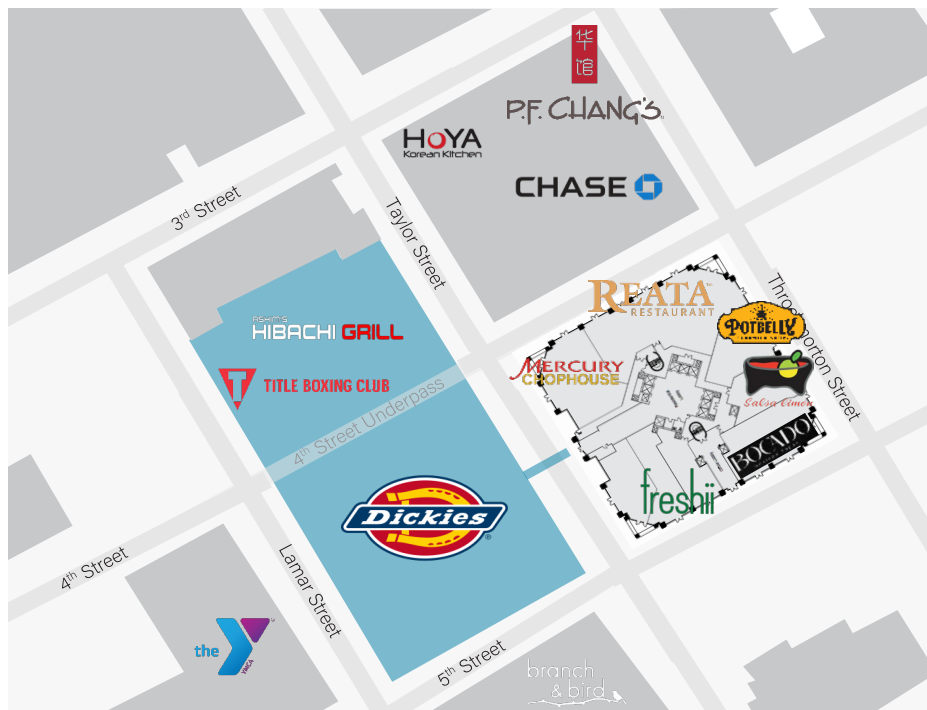 华
馆
P.F. CHANG'S
HOYA
Korean Kitchen
CHASE
3rd Street
Taylor Street
REATA
RESTAURANT
Throckmorton Street
POTBELLY
ASHIM'S
HIBACHI GRILL
MERCURY
CHOPHOUSE
TITLE BOXING CLUB
Salsa Limón
4th Street Underpass
BOCADO
freshii
Dickies
®
4th Street
Lamar Street
the
YMCA
5th Street
branch
& bird